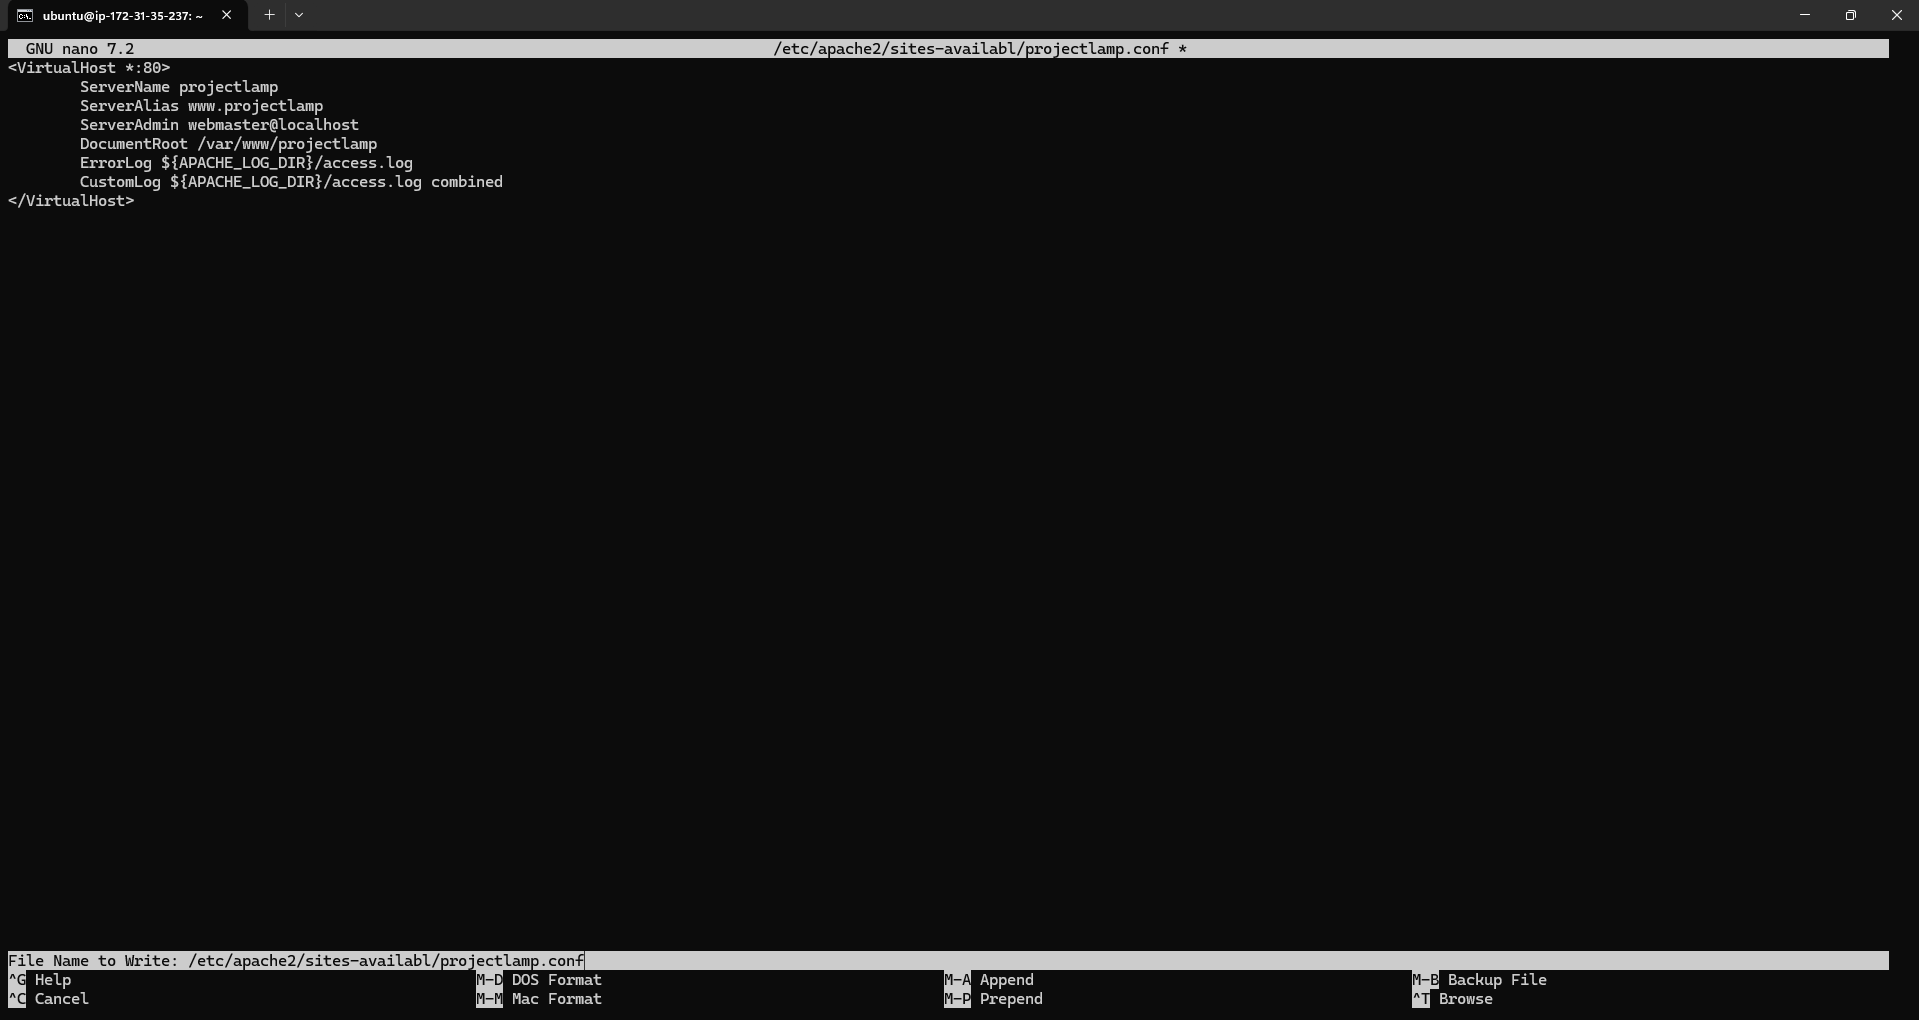 ubuntu@ip-172-31-35-237: ~
GNU nano 7.2 /etc/apache2/sites-availabl/projectlamp.conf *
<VirtualHost *:80>
ServerName projectlamp
ServerAlias www.projectlamp
ServerAdmin webmaster@localhost
DocumentRoot /var/www/projectlamp
ErrorLog ${APACHE_LOG_DIR}/access.log
CustomLog ${APACHE_LOG_DIR}/access.log combined
</VirtualHost>
File Name to Write: /etc/apache2/sites-availabl/projectlamp.conf
^G Help M-D DOS Format M-A Append M-B Backup File
^C Cancel M-M Mac Format M-P Prepend ^T Browse